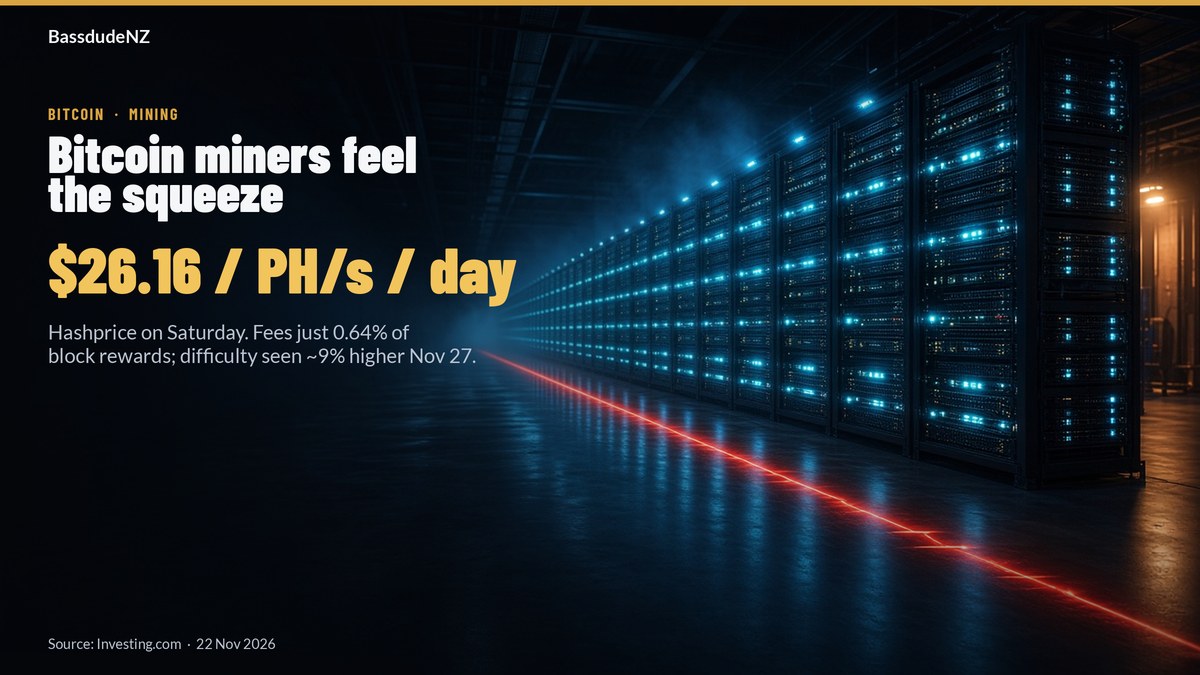 BassdudeNZ
BITCOIN · MINING
Bitcoin miners feel
the squeeze
$26.16 / PH/s / day
Hashprice on Saturday. Fees just 0.64% of
block rewards; difficulty seen ~9% higher Nov 27.
Source: Investing.com · 22 Nov 2026